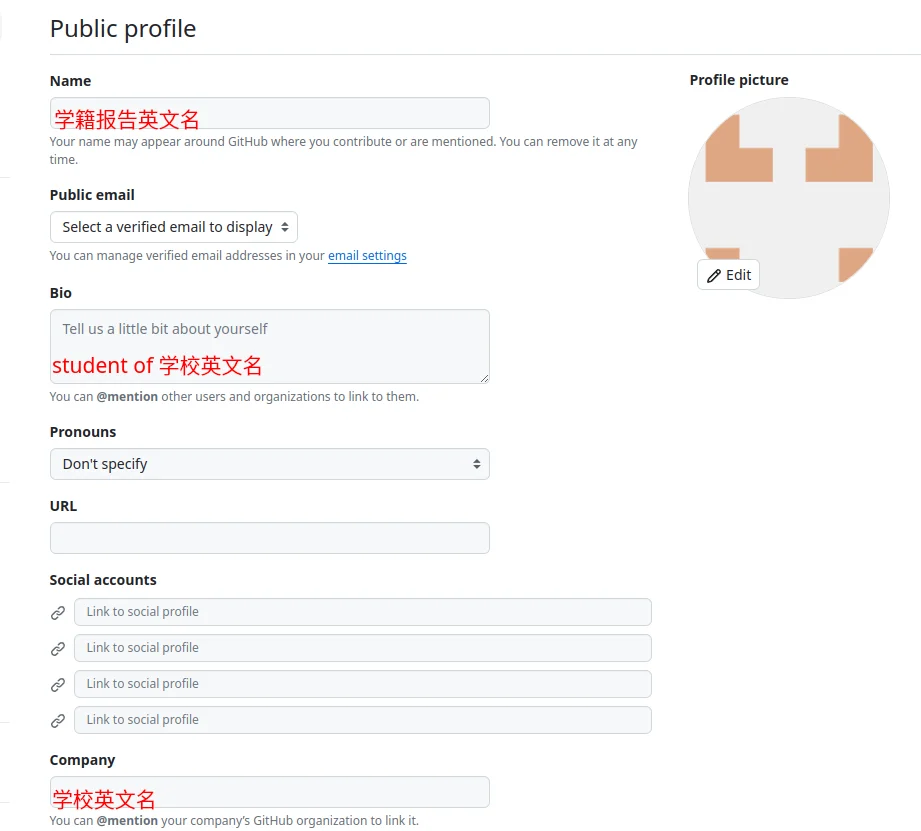 Public profile
Name
Profile picture
学籍报告英文名
Your name may appear around GitHub where you contribute or are mentioned. You can remove it at any
time.
Public email
Select a verified email to display
You can manage verified email addresses in your email settings
Edit
Bio
Tell us a little bit about yourself
student of 学校英文名
You can @mention other users and organizations to link to them.
Pronouns
Don't specify
URL
Social accounts
Link to social profile
Link to social profile
Link to social profile
Link to social profile
Company
学校英文名
You can @mention your company's GitHub organization to link it.